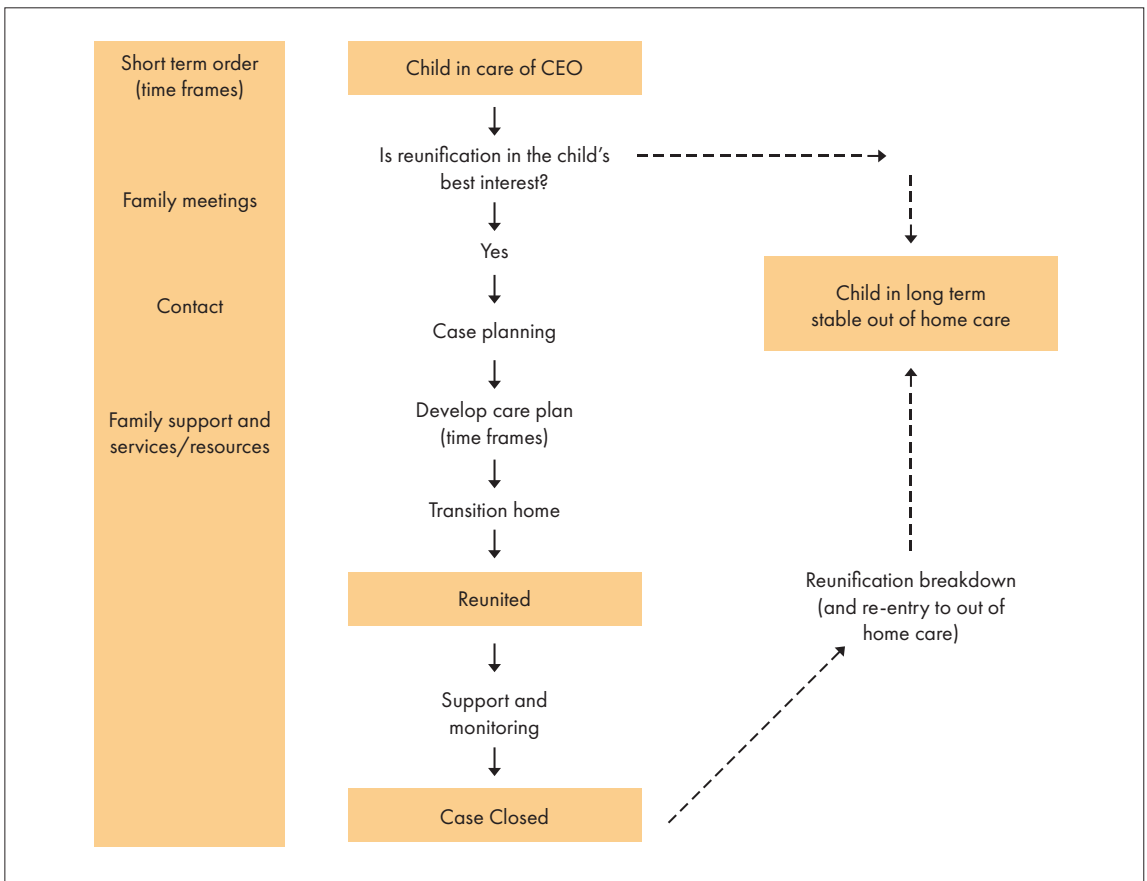 Short term order
(time frames)
Family meetings
Contact
Family support and
services/resources
Child in care of CEO
Is reunification in the child's
best interest?
Yes
Case planning
Develop care plan
(time frames)
Transition home
Reunited
Support and
monitoring
Case Closed
Child in long term
stable out of home care
Reunification breakdown
(and re-entry to out of
home care)